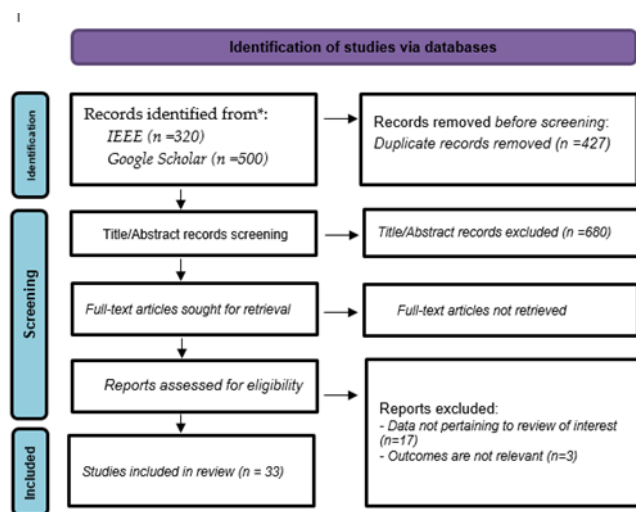 Identification of studies via databases
Identification
Records identified from*:
IEEE (n =320)
Google Scholar (n =500)
Records removed before screening:
Duplicate records removed (n =427)
Screening
Title/Abstract records screening
Title/Abstract records excluded (n =680)
Full-text articles sought for retrieval
Full-text articles not retrieved
Reports assessed for eligibility
Reports excluded:
- Data not pertaining to review of interest
(n=17)
- Outcomes are not relevant (n=3)
Included
Studies included in review (n = 33)